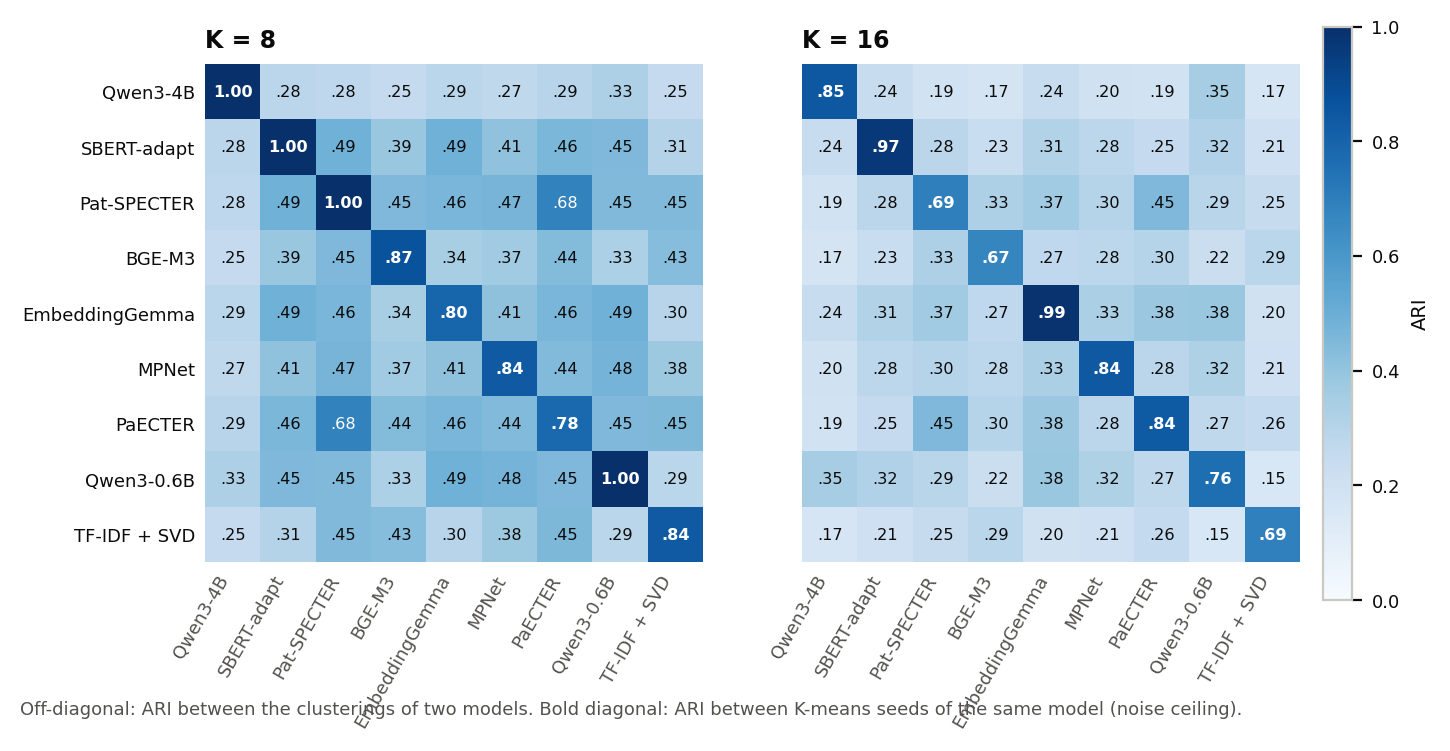 K = 8
K = 16
Qwen3-4B 1.00 .28 .28 .25 .29 .27 .29 .33 .25 .85 .24 .19 .17 .24 .20 .19 .35 .17
SBERT-adapt .28 1.00 .49 .39 .49 .41 .46 .45 .31 .24 .97 .28 .23 .31 .28 .25 .32 .21
Pat-SPECTER .28 .49 1.00 .45 .46 .47 .68 .45 .45 .19 .28 .69 .33 .37 .30 .45 .29 .25
BGE-M3 .25 .39 .45 .87 .34 .37 .44 .33 .43 .17 .23 .33 .67 .27 .28 .30 .22 .29
EmbeddingGemma .29 .49 .46 .34 .80 .41 .46 .49 .30 .24 .31 .37 .27 .99 .33 .38 .38 .20
MPNet .27 .41 .47 .37 .41 .84 .44 .48 .38 .20 .28 .30 .28 .33 .84 .28 .32 .21
PaECTER .29 .46 .68 .44 .46 .44 .78 .45 .45 .19 .25 .45 .30 .38 .28 .84 .27 .26
Qwen3-0.6B .33 .45 .45 .33 .49 .48 .45 1.00 .29 .35 .32 .29 .22 .38 .32 .27 .76 .15
TF-IDF + SVD .25 .31 .45 .43 .30 .38 .45 .29 .84 .17 .21 .25 .29 .20 .21 .26 .15 .69
Qwen3-4B SBERT-adapt Pat-SPECTER BGE-M3 EmbeddingGemma MPNet PaECTER Qwen3-0.6B TF-IDF + SVD
Qwen3-4B SBERT-adapt Pat-SPECTER BGE-M3 EmbeddingGemma MPNet PaECTER Qwen3-0.6B TF-IDF + SVD
1.0
0.8
0.6
0.4
0.2
0.0
ARI
Off-diagonal: ARI between the clusterings of two models. Bold diagonal: ARI between K-means seeds of the same model (noise ceiling).